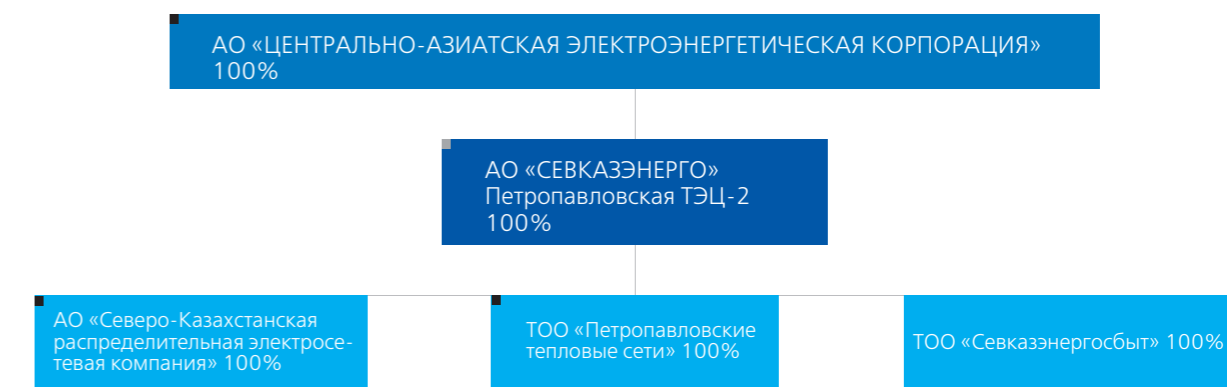 АО «ЦЕНТРАЛЬНО-АЗИАТСКАЯ ЭЛЕКТРОЭНЕРГЕТИЧЕСКАЯ КОРПОРАЦИЯ»
100%
АО «СЕВКАЗЭНЕРГО»
Петропавловская ТЭЦ-2
100%
АО «Северо-Казахстанская
распределительная электросе-
тевая компания» 100%
ТОО «Петропавловские
тепловые сети» 100%
ТОО «Севказэнергосбыт» 100%